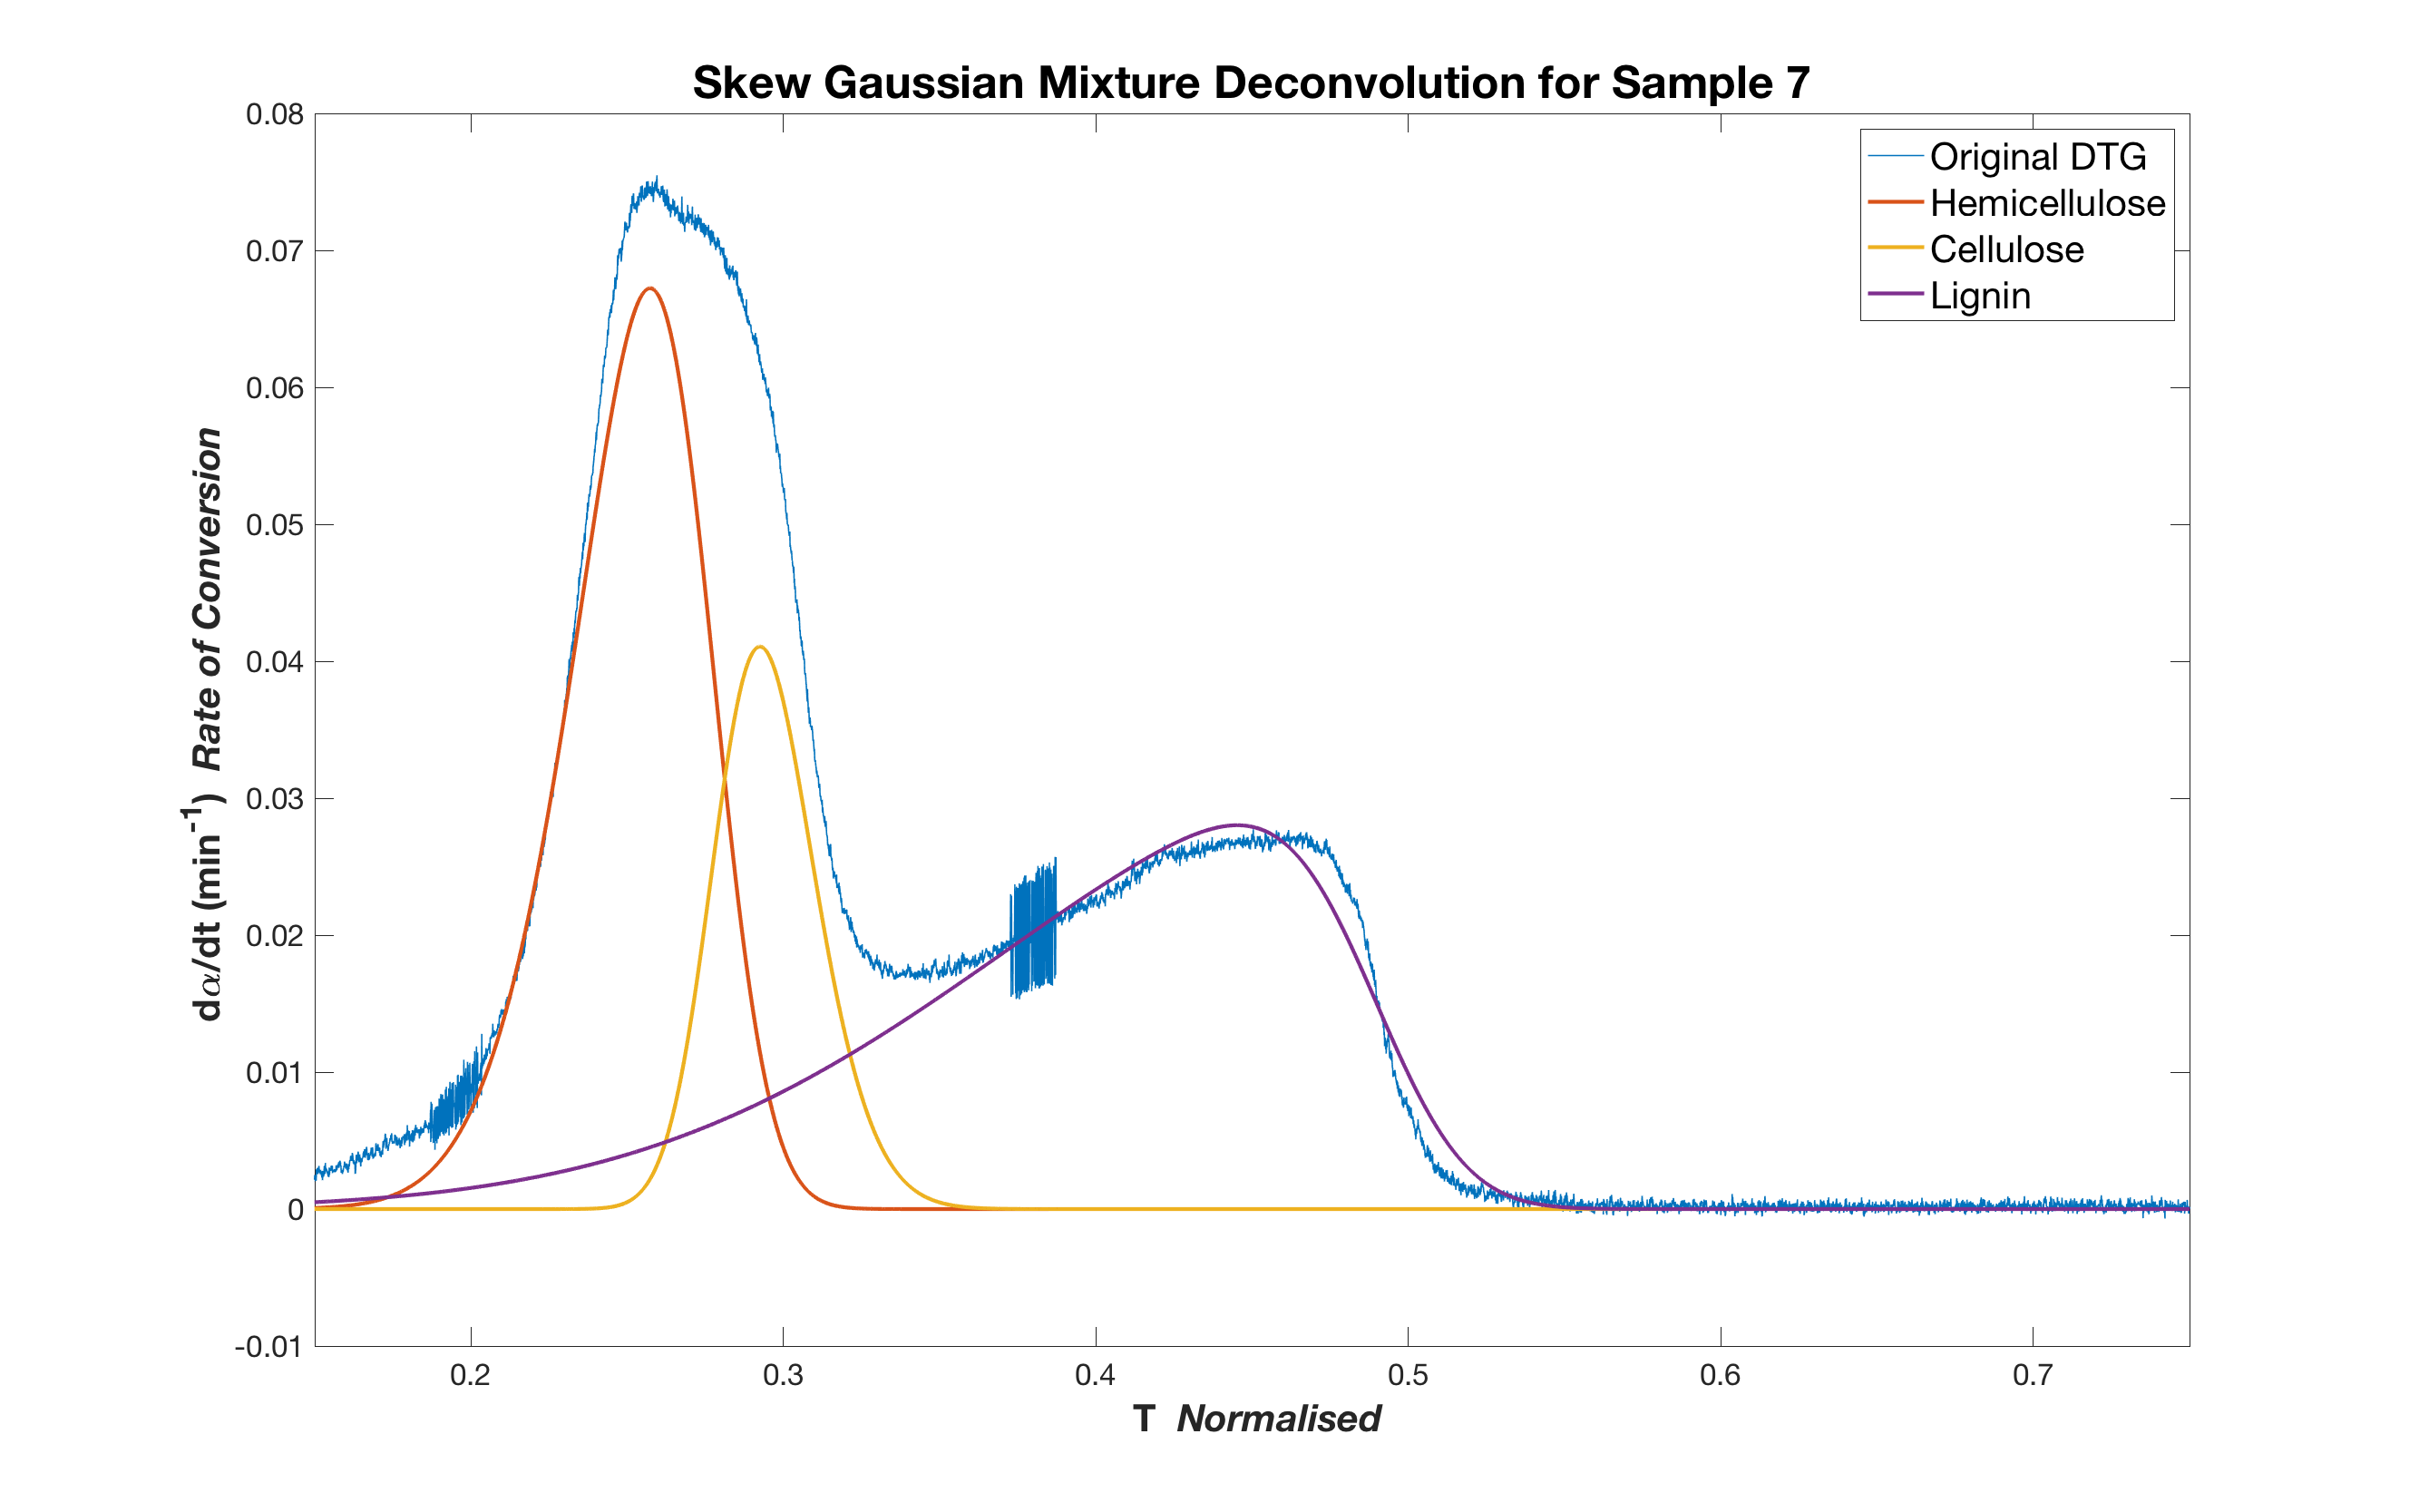 Skew Gaussian Mixture Deconvolution for Sample 7
0.08
0.07
0.06
0.05
0.04
0.03
0.02
0.01
0
-0.01
dα/dt (min⁻¹) Rate of Conversion
Original DTG
Hemicellulose
Cellulose
Lignin
0.2 0.3 0.4 0.5 0.6 0.7
T Normalised